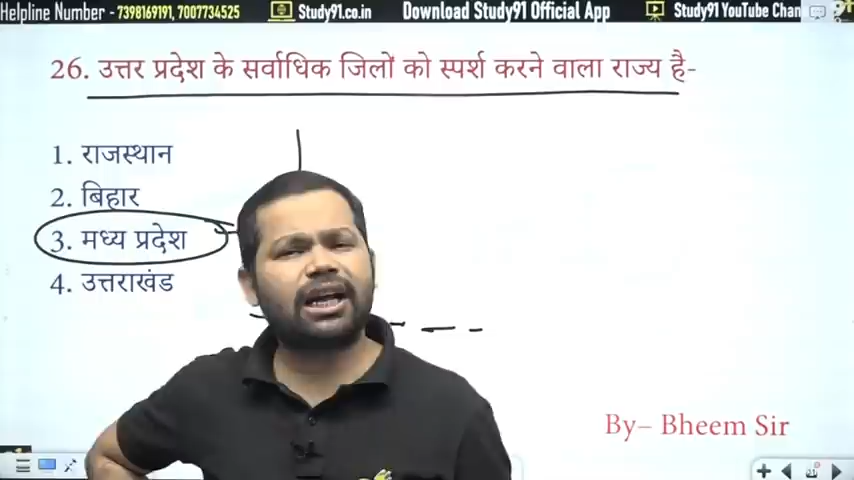 Helpline Number - 7398169191, 7007734525 Study91.co.in Download Study91 Official App Study91 YouTube Chan
26. उत्तर प्रदेश के सर्वाधिक जिलों को स्पर्श करने वाला राज्य है-
1. राजस्थान
2. बिहार
3. मध्य प्रदेश
4. उत्तराखंड
By– Bheem Sir